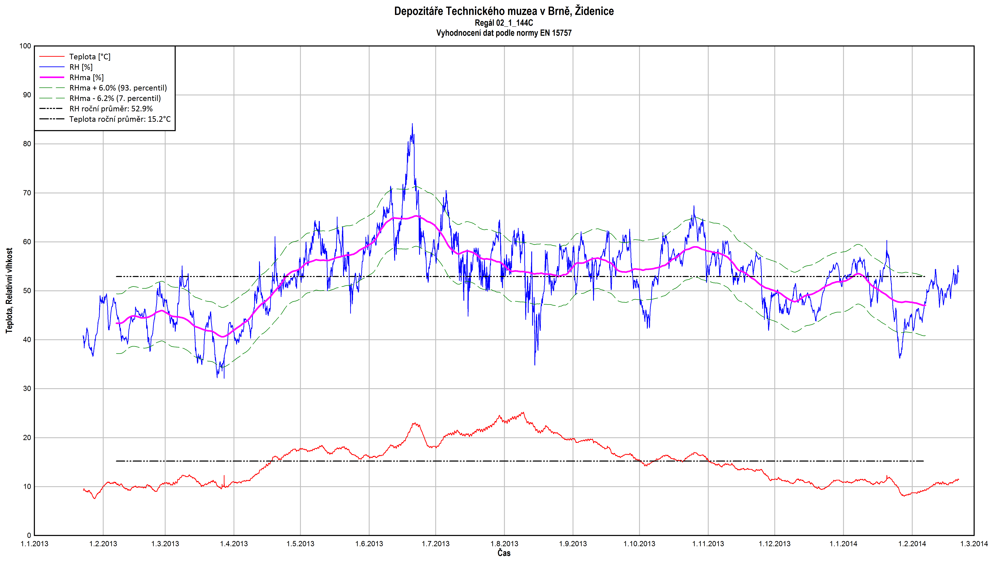 Depozitáře Technického muzea v Brně, Židenice
Regál 02_1_144C
Vyhodnocení dat podle normy EN 15757
Teplota, Relativní vlhkost
100
90
80
70
60
50
40
30
20
10
0
Teplota [°C]
RH [%]
RHma [%]
RHma + 6.0% (93. percentil)
RHma - 6.2% (7. percentil)
RH roční průměr: 52.9%
Teplota roční průměr: 15.2°C
1.1.2013 1.2.2013 1.3.2013 1.4.2013 1.5.2013 1.6.2013 1.7.2013 1.8.2013 1.9.2013 1.10.2013 1.11.2013 1.12.2013 1.1.2014 1.2.2014 1.3.2014
Čas